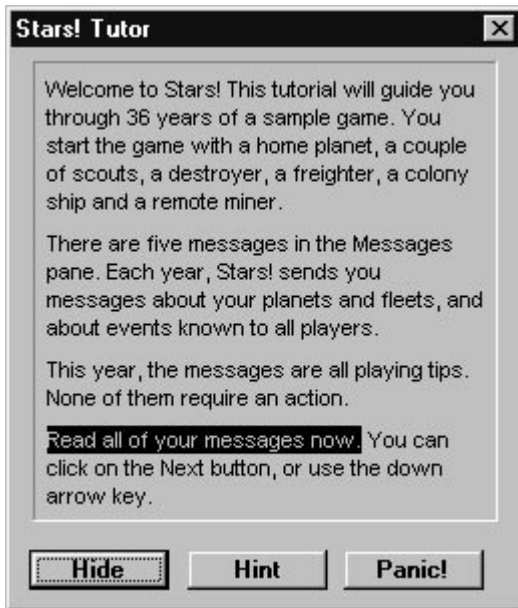 Stars! Tutor
Welcome to Stars! This tutorial will guide you
through 36 years of a sample game. You
start the game with a home planet, a couple
of scouts, a destroyer, a freighter, a colony
ship and a remote miner.
There are five messages in the Messages
pane. Each year, Stars! sends you
messages about your planets and fleets, and
about events known to all players.
This year, the messages are all playing tips.
None of them require an action.
Read all of your messages now. You can
click on the Next button, or use the down
arrow key.
Hide Hint Panic!